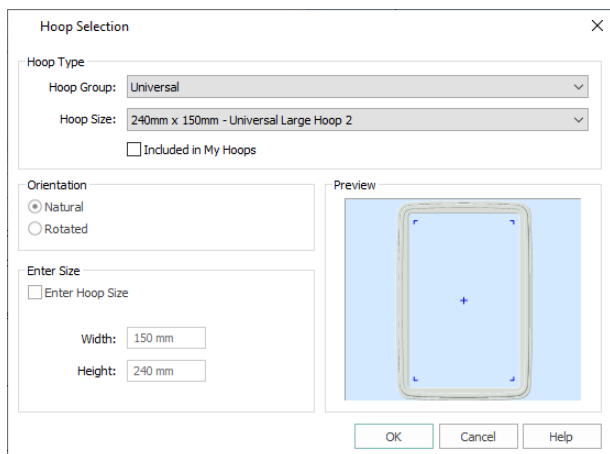 Hoop Selection
Hoop Type
Hoop Group: Universal
Hoop Size: 240mm x 150mm - Universal Large Hoop 2
Included in My Hoops
Orientation
Natural
Rotated
Enter Size
Enter Hoop Size
Width: 150 mm
Height: 240 mm
Preview
OK Cancel Help